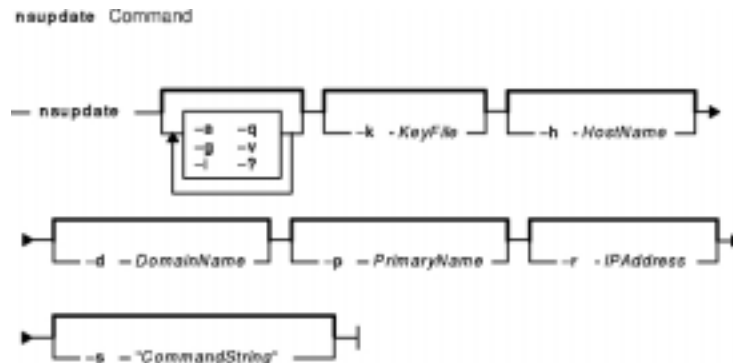 nsupdate Command
nsupdate
-a -q
-g -v
-i -?
-k - KeyFile
-h - HostName
-d - DomainName
-p - PrimaryName
-r - IPAddress
-s - "CommandString"